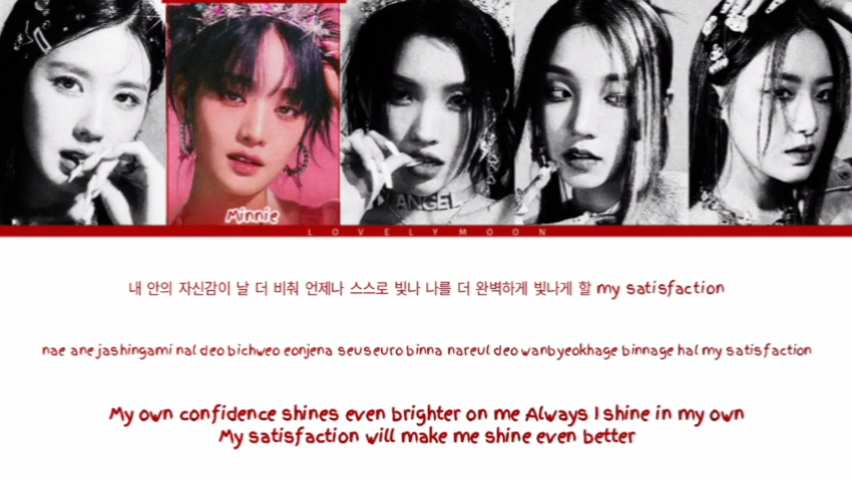 ANGEL
Minnie
LOVELYMOON
내 안의 자신감이 날 더 비춰 언제나 스스로 빛나 나를 더 완벽하게 빛나게 할 my satisfaction
nae ane jashingami nal deo bichweo eonjena seuseuro binna nareul deo wanbyeokhage binnage hal my satisfaction
My own confidence shines even brighter on me Always I shine in my own
My satisfaction will make me shine even better